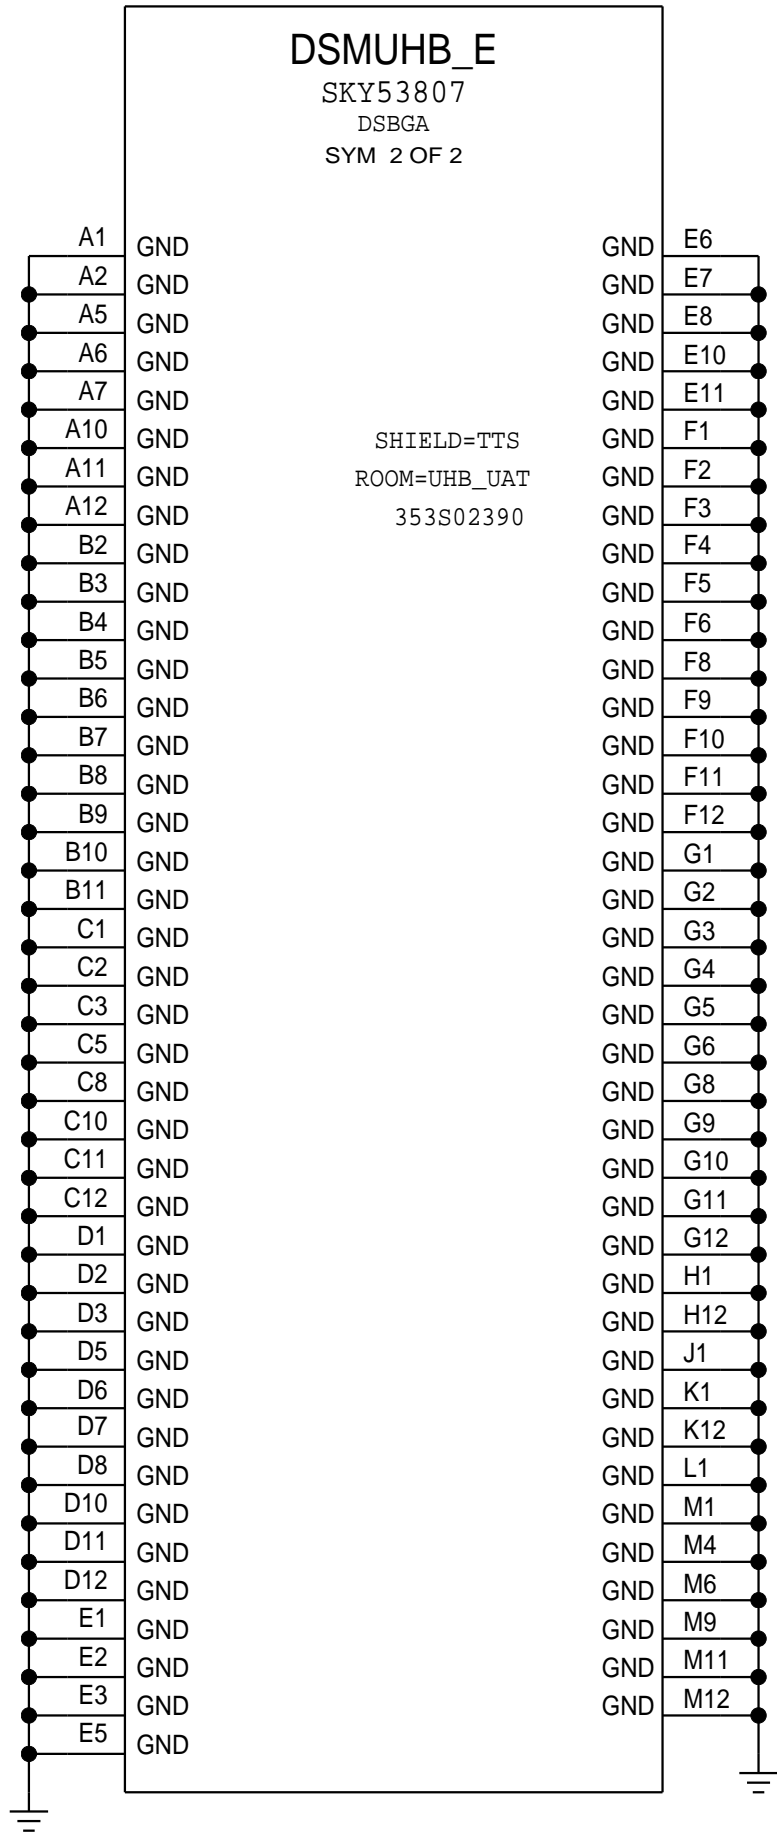 DSMUHB_E
SKY53807
DSBGA
SYM 2 OF 2
A1 GND GND E6
A2 GND GND E7
A5 GND GND E8
A6 GND GND E10
A7 GND GND E11
A10 GND SHIELD=TTS GND F1
A11 GND ROOM=UHB_UAT GND F2
A12 GND 353S02390 GND F3
B2 GND GND F4
B3 GND GND F5
B4 GND GND F6
B5 GND GND F8
B6 GND GND F9
B7 GND GND F10
B8 GND GND F11
B9 GND GND F12
B10 GND GND G1
B11 GND GND G2
C1 GND GND G3
C2 GND GND G4
C3 GND GND G5
C5 GND GND G6
C8 GND GND G8
C10 GND GND G9
C11 GND GND G10
C12 GND GND G11
D1 GND GND G12
D2 GND GND H1
D3 GND GND H12
D5 GND GND J1
D6 GND GND K1
D7 GND GND K12
D8 GND GND L1
D10 GND GND M1
D11 GND GND M4
D12 GND GND M6
E1 GND GND M9
E2 GND GND M11
E3 GND GND M12
E5 GND